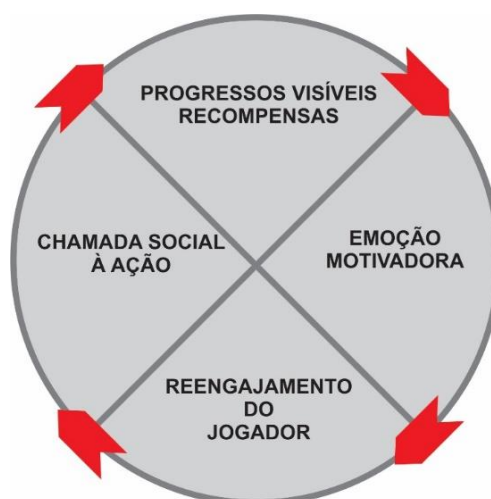 PROGRESSOS VISÍVEIS
RECOMPENSAS
CHAMADA SOCIAL
À AÇÃO
EMOÇÃO
MOTIVADORA
REENGAJAMENTO
DO
JOGADOR